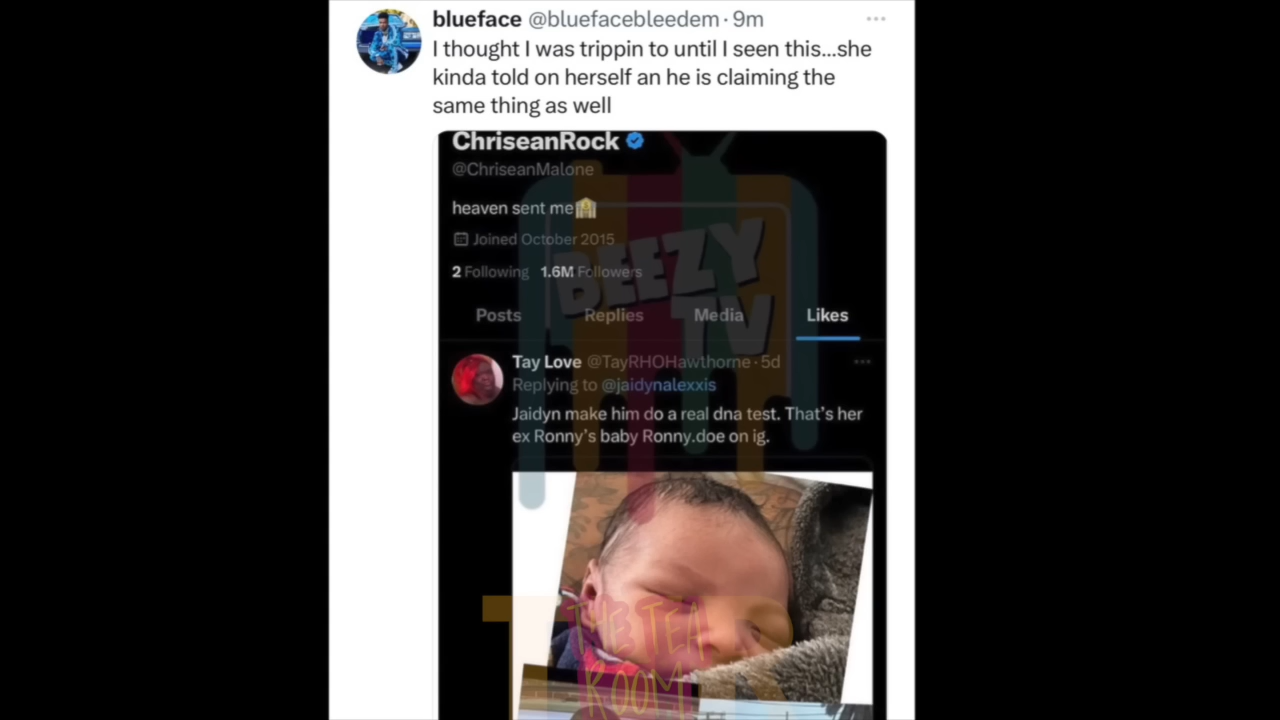 blueface @bluefacebleedem · 9m
I thought I was trippin to until I seen this...she
kinda told on herself an he is claiming the
same thing as well
ChriseanRock
@ChriseanMalone
heaven sent me
Joined October 2015
2 Following 1.6M Followers
Posts Replies Media Likes
BEEZY
TV
Tay Love @TayRHOHawthorne · 5d
Replying to @jaidynalexxis
Jaidyn make him do a real dna test. That's her
ex Ronny's baby Ronny.doe on ig.
THE TEA
ROOM